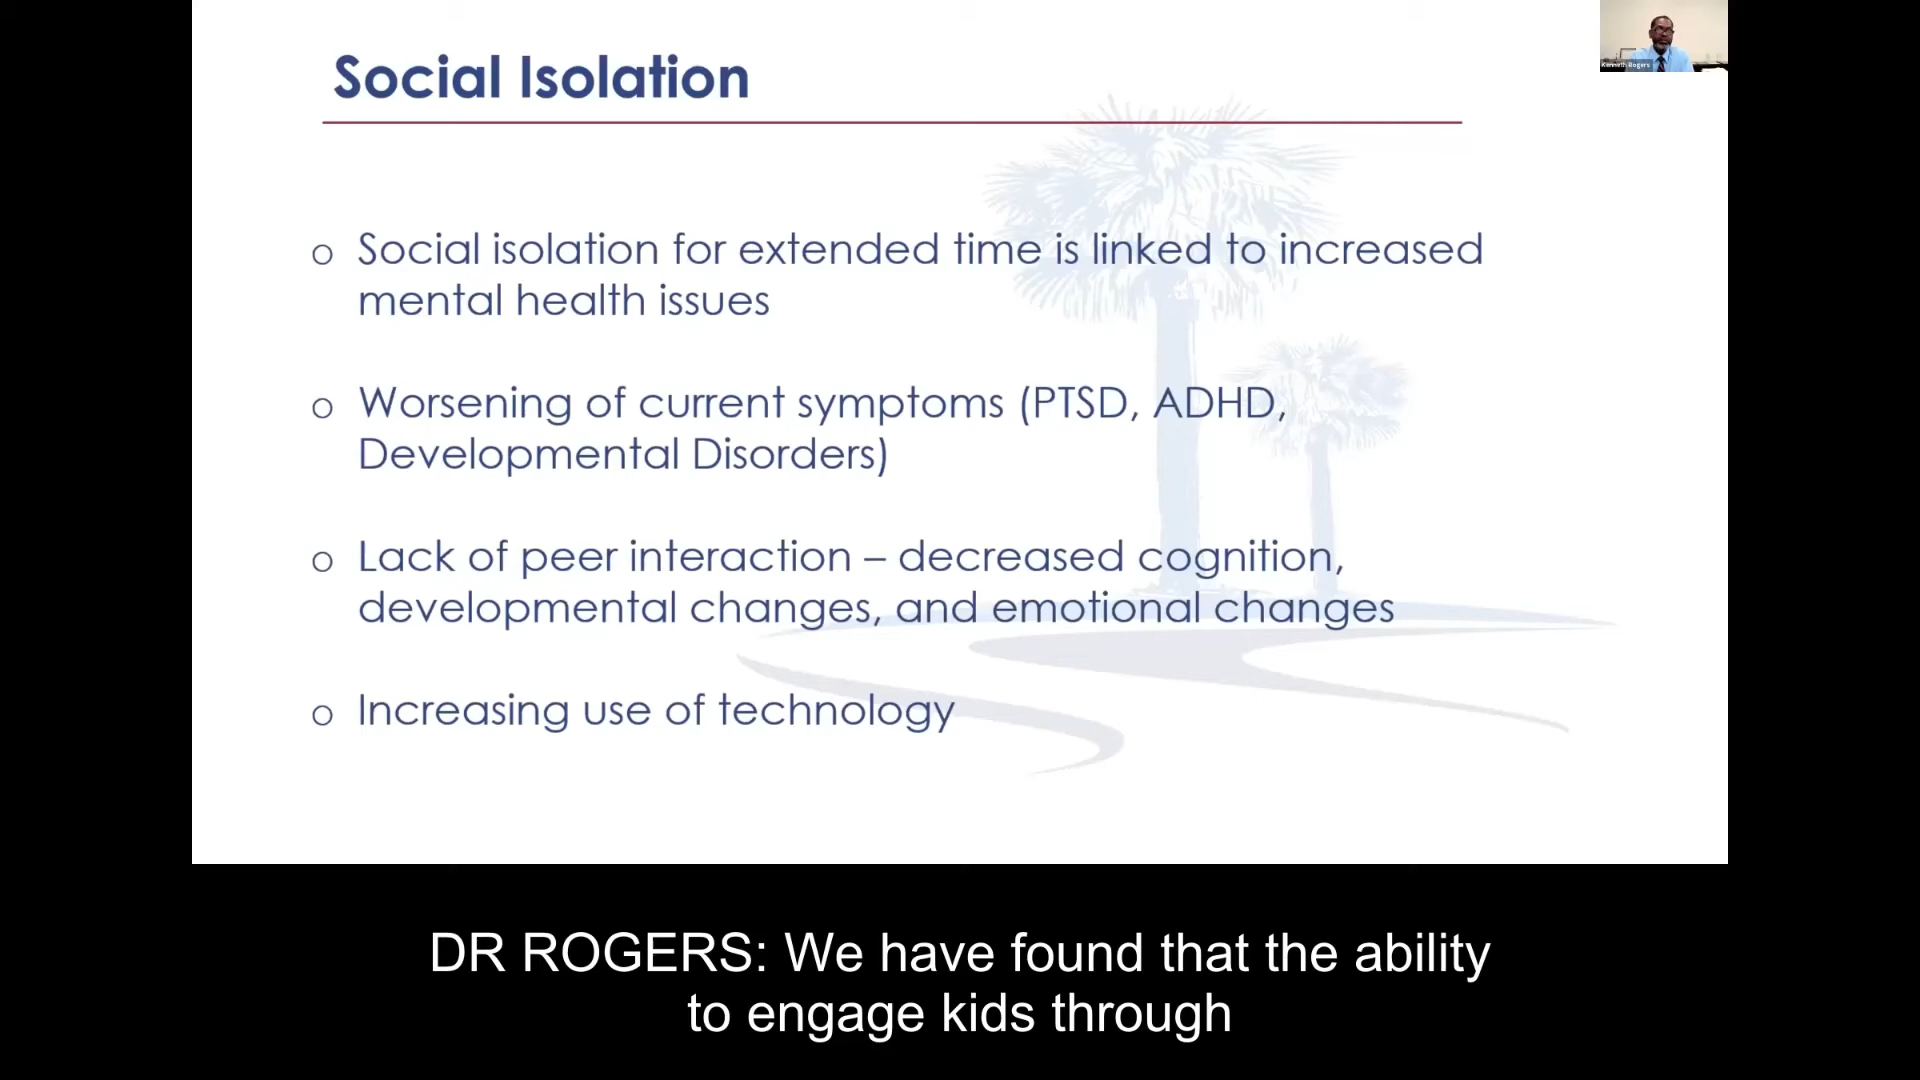 Social Isolation
Kenneth Rogers
o Social isolation for extended time is linked to increased
mental health issues
o Worsening of current symptoms (PTSD, ADHD,
Developmental Disorders)
o Lack of peer interaction – decreased cognition,
developmental changes, and emotional changes
o Increasing use of technology
DR ROGERS: We have found that the ability
to engage kids through